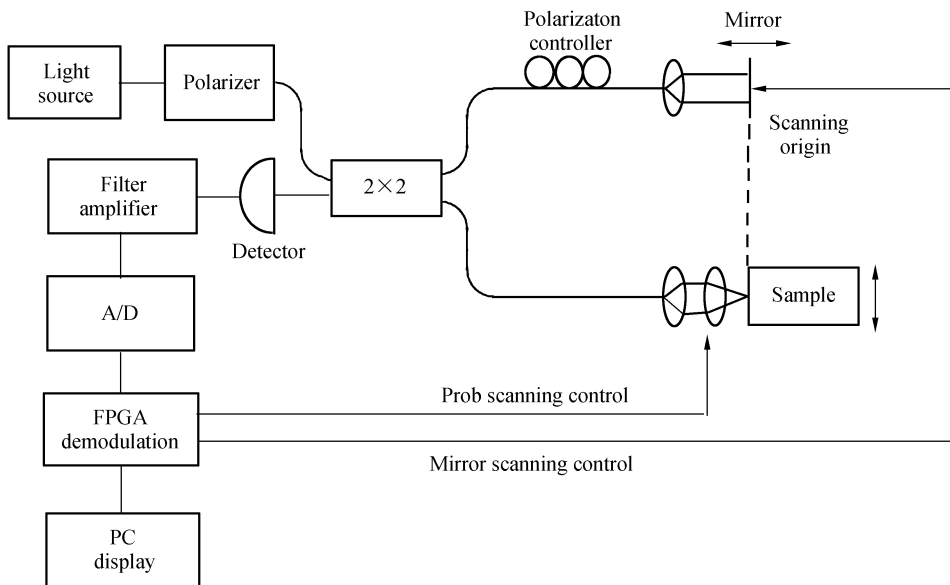 Polarizaton
controller
Mirror
Light
source
Polarizer
Scanning
origin
2×2
Filter
amplifier
Detector
Sample
A/D
Prob scanning control
FPGA
demodulation
Mirror scanning control
PC
display